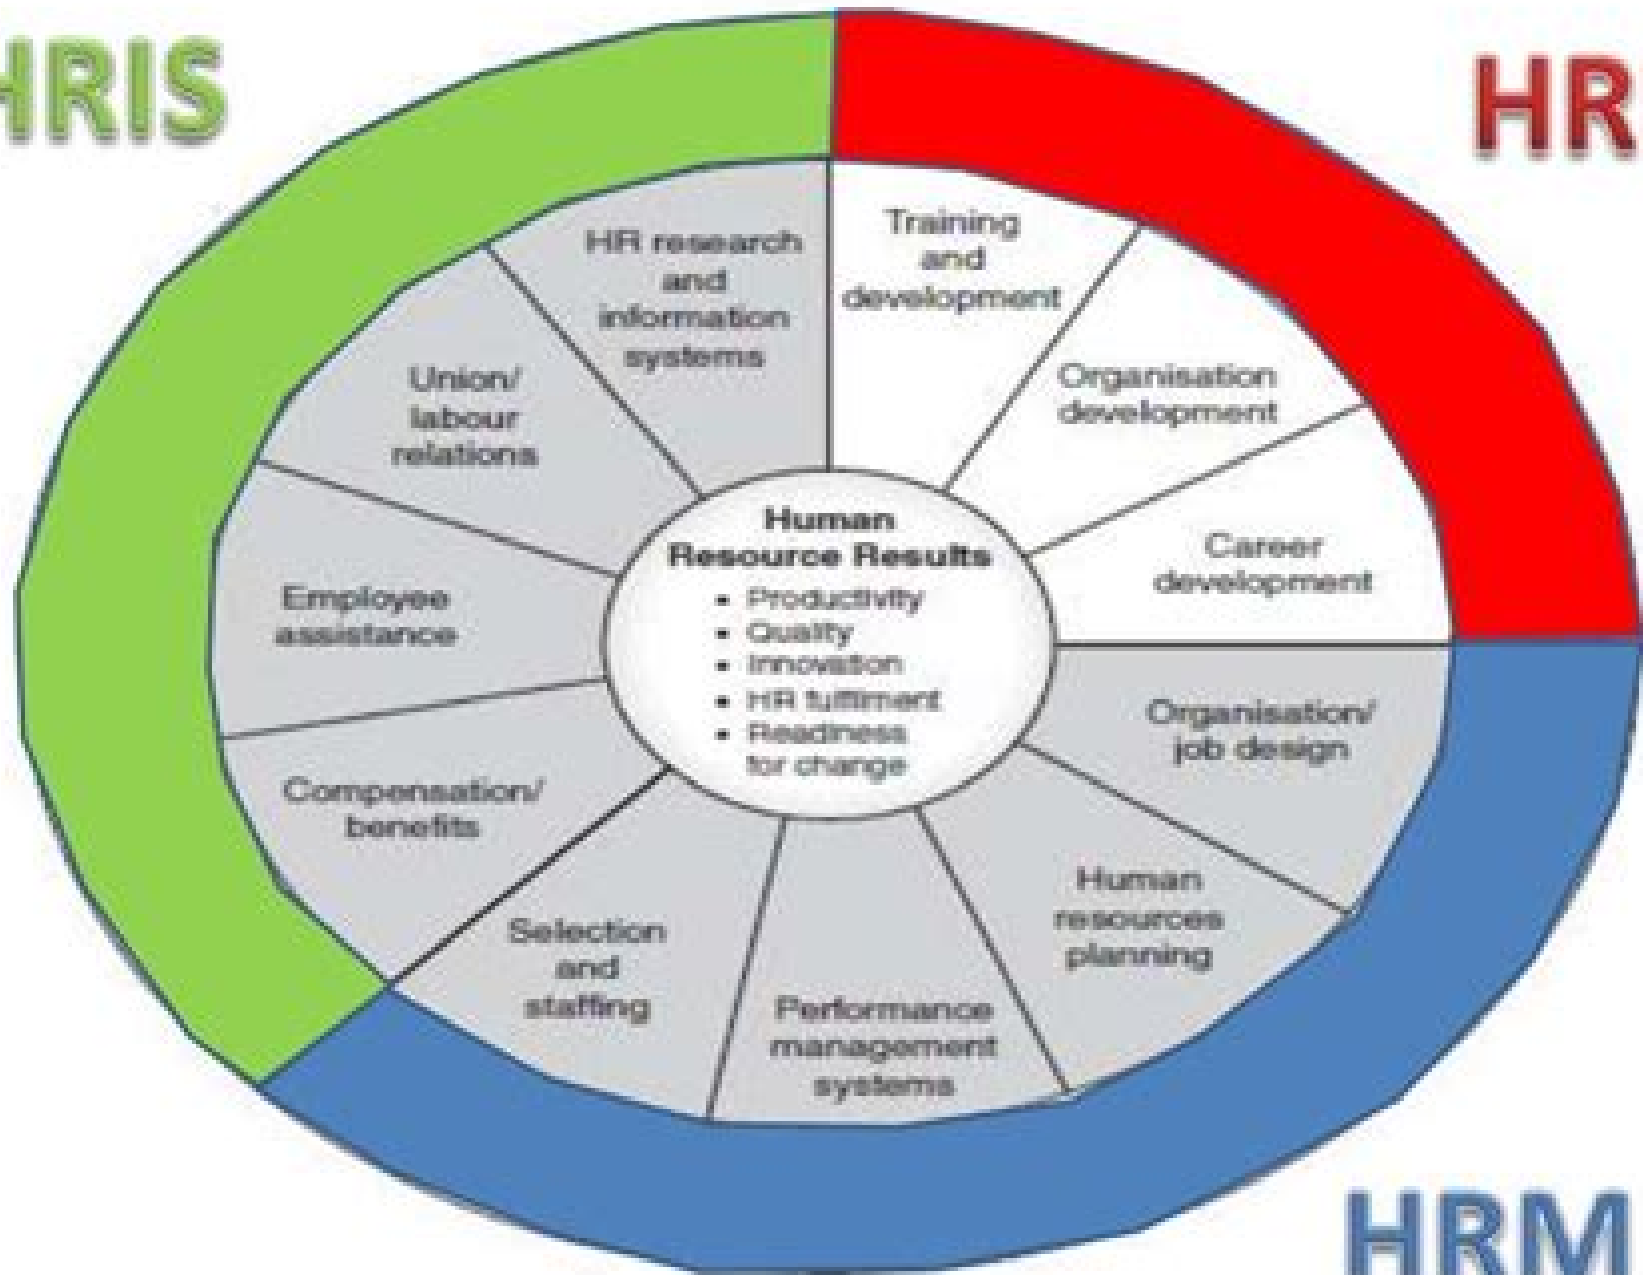 HRIS
HR
HR research
and
information
systems
Training
and
development
Organisation
development
Career
development
Organisation/
job design
Human
resources
planning
Performance
management
systems
Selection
and
staffing
Compensation/
benefits
Employee
assistance
Union/
labour
relations
Human
Resource Results
• Productivity
• Quality
• Innovation
• HR fulfilment
• Readiness
for change
HRM